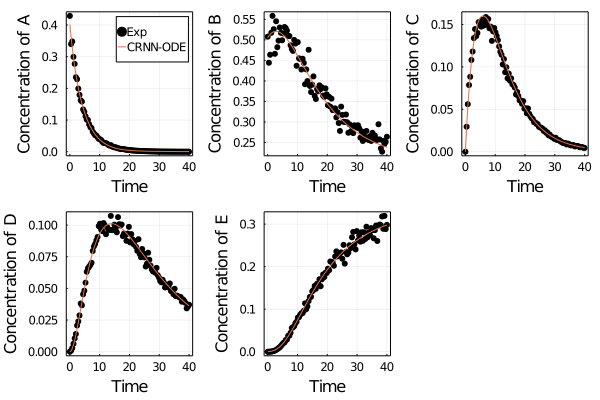 Concentration of A
0.4
0.3
0.2
0.1
0.0
Exp
CRNN-ODE
0 10 20 30 40
Time
Concentration of B
0.55
0.50
0.45
0.40
0.35
0.30
0.25
0 10 20 30 40
Time
Concentration of C
0.15
0.10
0.05
0.00
0 10 20 30 40
Time
Concentration of D
0.100
0.075
0.050
0.025
0.000
0 10 20 30 40
Time
Concentration of E
0.3
0.2
0.1
0.0
0 10 20 30 40
Time